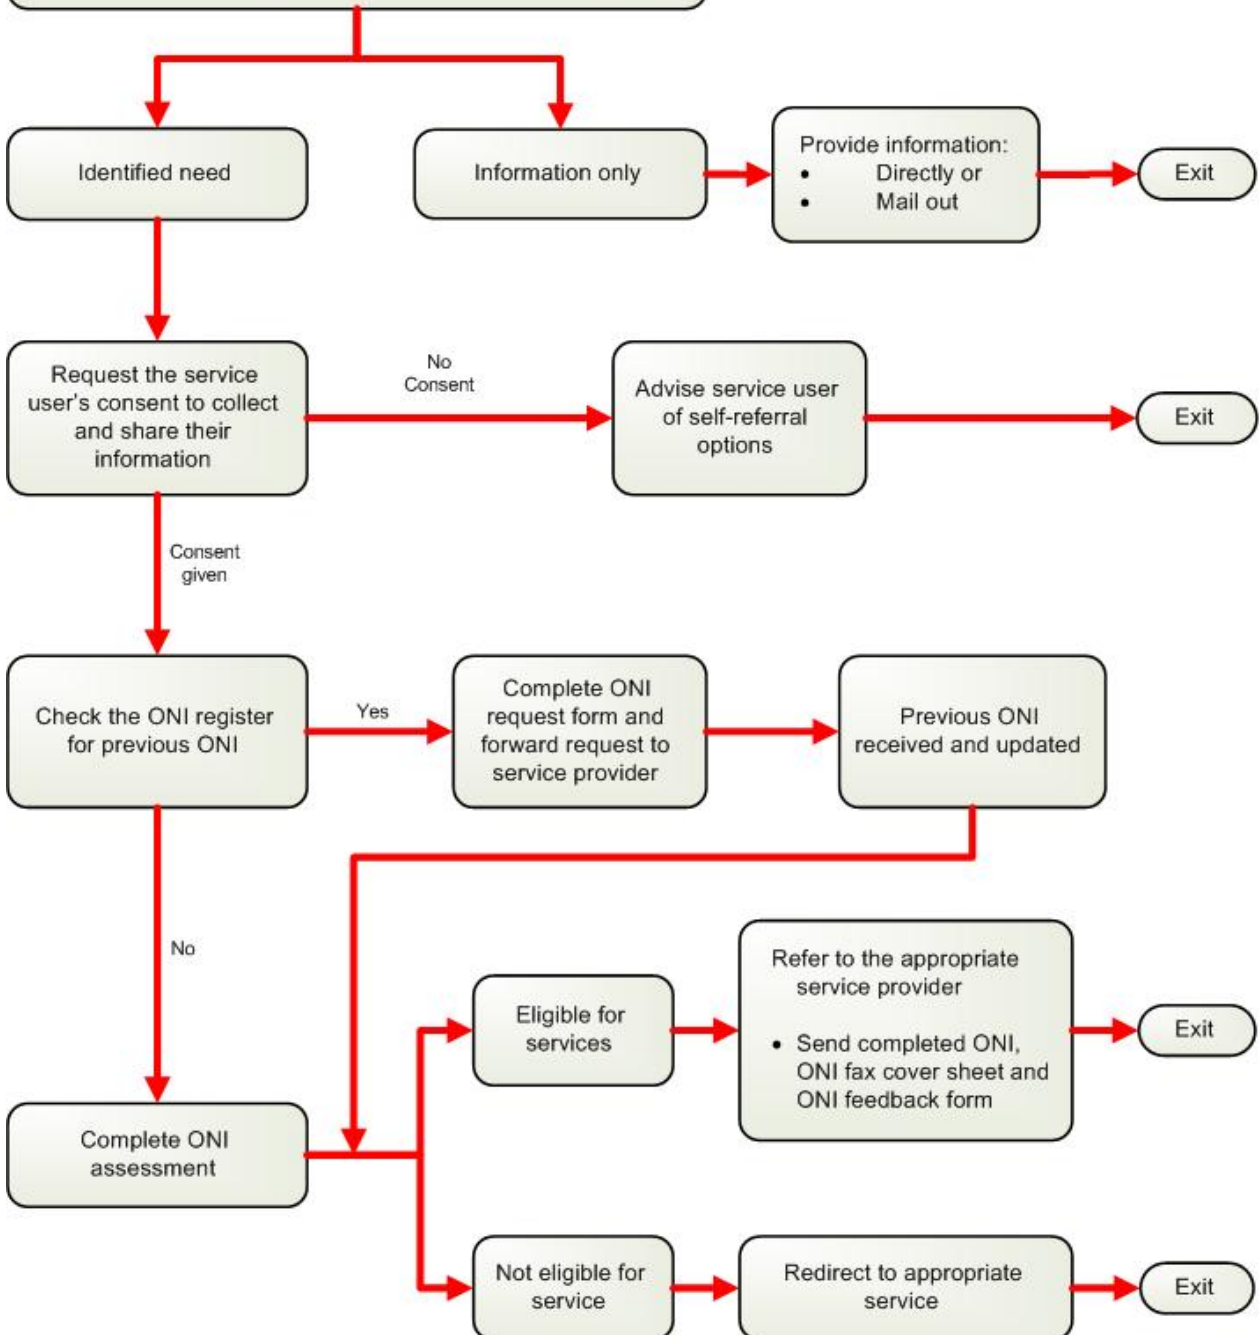 Identified need
Information only
Provide information:
• Directly or
• Mail out
Exit
Request the service
user's consent to collect
and share their
information
No
Consent
Advise service user
of self-referral
options
Exit
Consent
given
Check the ONI register
for previous ONI
Yes
Complete ONI
request form and
forward request to
service provider
Previous ONI
received and updated
No
Eligible for
services
Refer to the appropriate
service provider
• Send completed ONI,
ONI fax cover sheet and
ONI feedback form
Exit
Complete ONI
assessment
Not eligible for
service
Redirect to appropriate
service
Exit